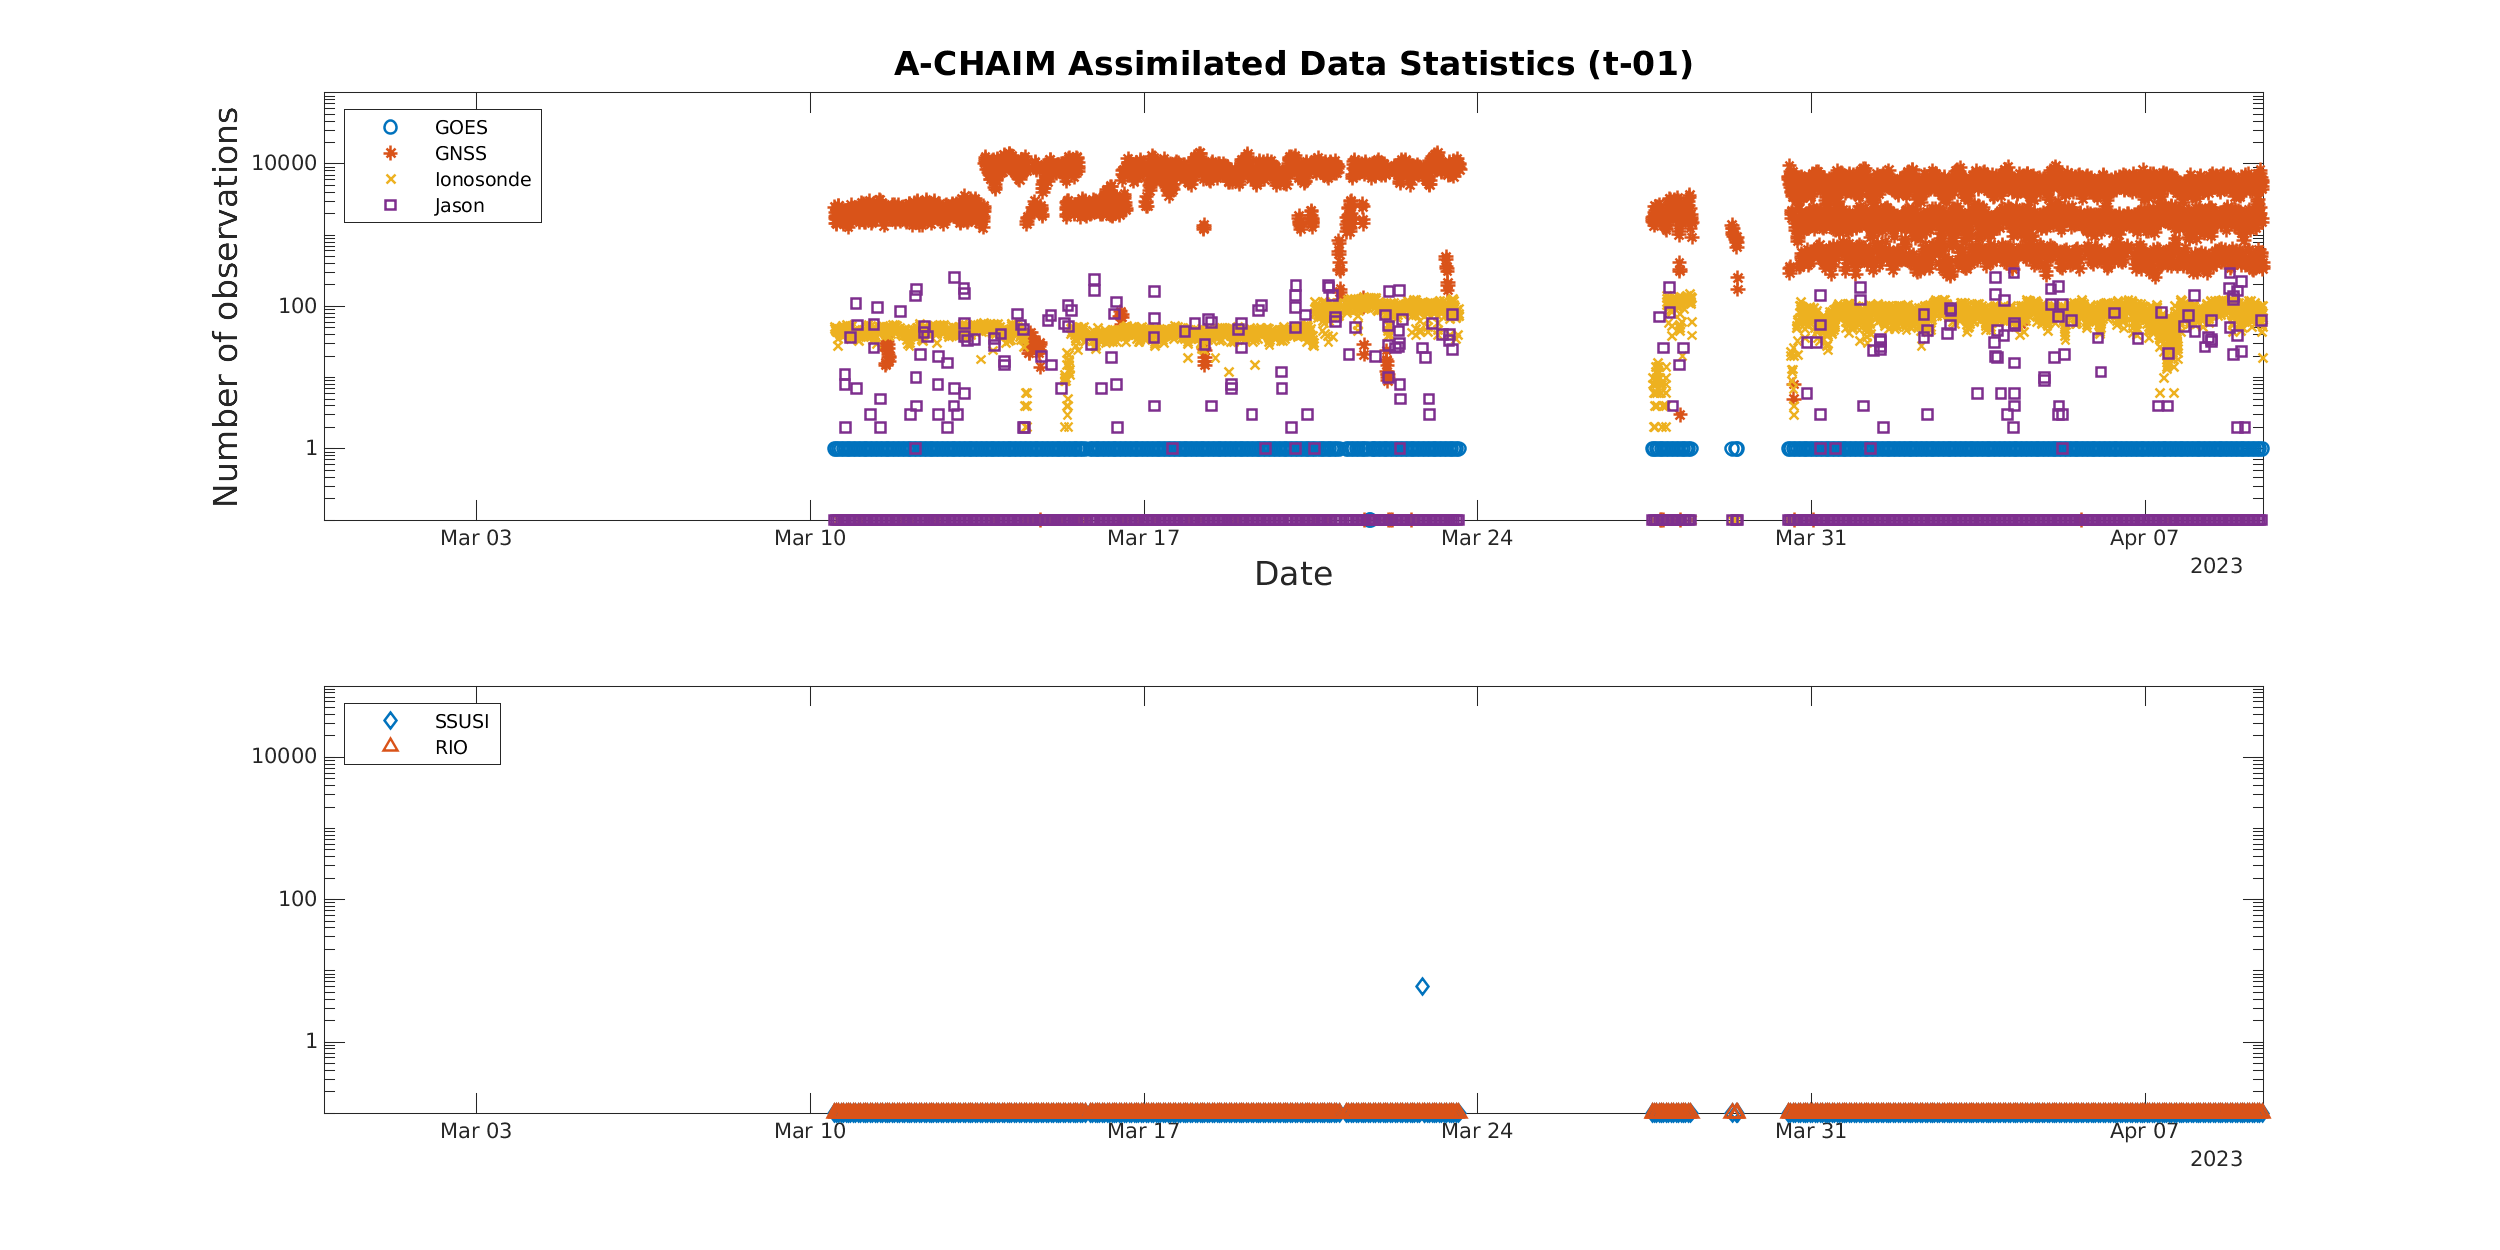 A-CHAIM Assimilated Data Statistics (t-01)
Number of observations
10000
100
1
GOES
GNSS
Ionosonde
Jason
Mar 03
Mar 10
Mar 17
Mar 24
Mar 31
Apr 07
2023
Date
10000
100
1
SSUSI
RIO
Mar 03
Mar 10
Mar 17
Mar 24
Mar 31
Apr 07
2023